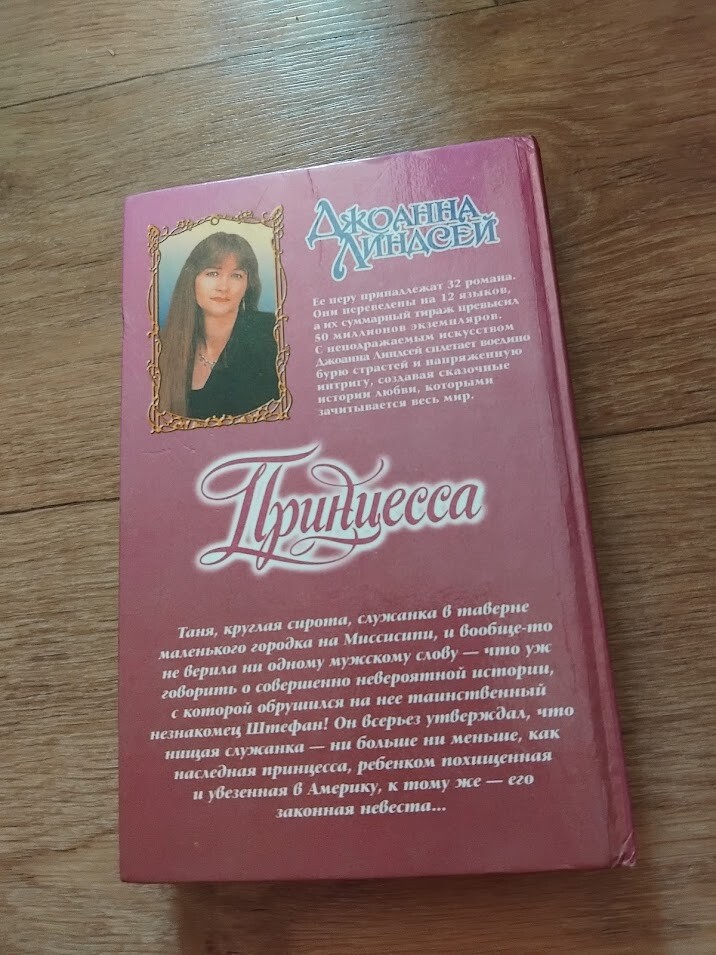 Джоанна
Линдсей
Ее перу принадлежат 32 романа.
Они переведены на 12 языков,
а их суммарный тираж превысил
50 миллионов экземпляров.
С неподражаемым искусством
Джоанна Линдсей сплетает воедино
бурю страстей и напряженную
интригу, создавая сказочные
истории любви, которыми
зачитывается весь мир.
Принцесса
Таня, круглая сирота, служанка в таверне
маленького городка на Миссисипи, и вообще-то
не верила ни одному мужскому слову — что уж
говорить о совершенно невероятной истории,
с которой обрушился на нее таинственный
незнакомец Штефан! Он всерьез утверждал, что
нищая служанка — ни больше ни меньше, как
наследная принцесса, ребенком похищенная
и увезенная в Америку, к тому же — его
законная невеста...